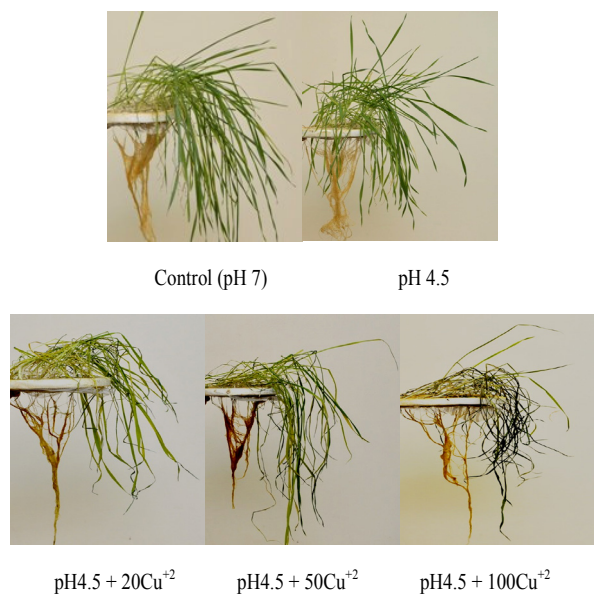 Control (pH 7) pH 4.5
pH4.5 + 20Cu⁺² pH4.5 + 50Cu⁺² pH4.5 + 100Cu⁺²